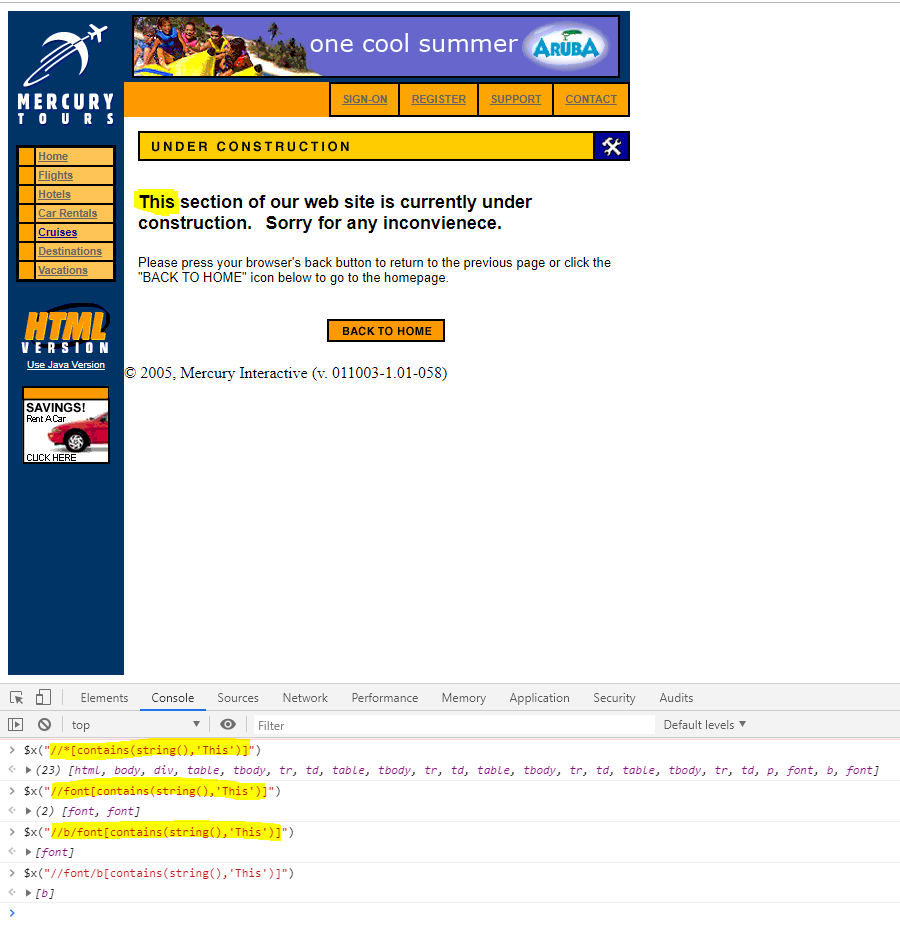 one cool summer ARUBA
MERCURY
TOURS
SIGN-ON REGISTER SUPPORT CONTACT
UNDER CONSTRUCTION
Home
Flights
Hotels
Car Rentals
Cruises
Destinations
Vacations
This section of our web site is currently under
construction. Sorry for any inconvienece.
Please press your browser's back button to return to the previous page or click the
"BACK TO HOME" icon below to go to the homepage.
HTML
VERSION
Use Java Version
BACK TO HOME
© 2005, Mercury Interactive (v. 011003-1.01-058)
SAVINGS!
Rent A Car
CLICK HERE
Elements Console Sources Network Performance Memory Application Security Audits
top Filter Default levels
> $x("//*[contains(string(),'This')]")
(23) [html, body, div, table, tbody, tr, td, table, tbody, tr, td, table, tbody, tr, td, table, tbody, tr, td, p, font, b, font]
> $x("//font[contains(string(),'This')]")
(2) [font, font]
> $x("//b/font[contains(string(),'This')]")
[font]
> $x("//font/b[contains(string(),'This')]")
[b]
>